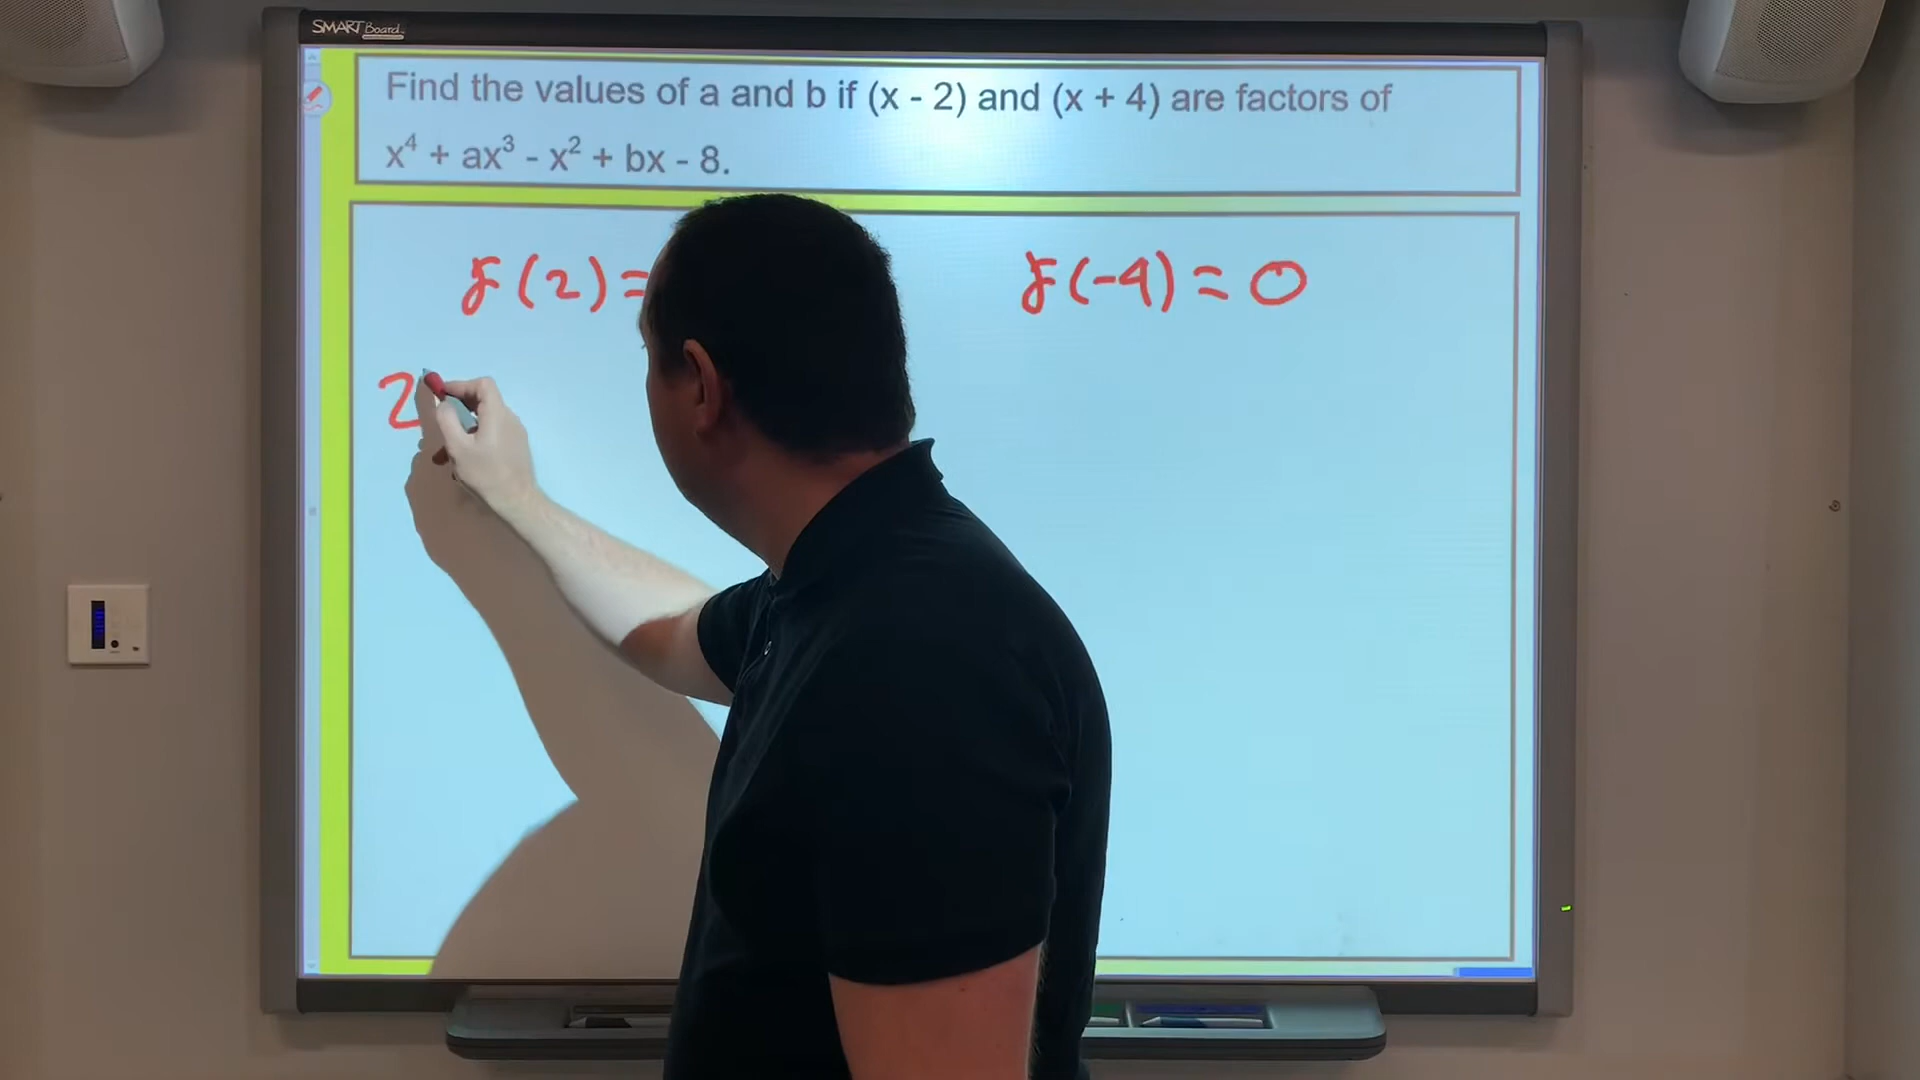 SMART Board
Find the values of a and b if (x - 2) and (x + 4) are factors of
x⁴ + ax³ - x² + bx - 8.
f(2) = f(-4) = 0
2